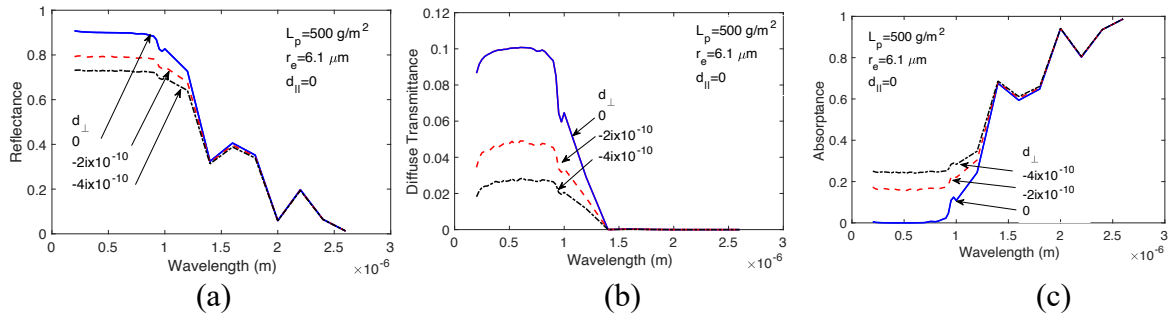 1
0.8
0.6
0.4
0.2
0
Reflectance
L_p=500 g/m^2
r_e=6.1 μm
d_||=0
d_⊥
0
-2ix10^-10
-4ix10^-10
0 0.5 1 1.5 2 2.5 3
Wavelength (m)
×10^-6
(a)
0.12
0.1
0.08
0.06
0.04
0.02
0
Diffuse Transmittance
L_p=500 g/m^2
r_e=6.1 μm
d_||=0
d_⊥
0
-2ix10^-10
-4ix10^-10
0 0.5 1 1.5 2 2.5 3
Wavelength (m)
×10^-6
(b)
1
0.8
0.6
0.4
0.2
0
Absorptance
L_p=500 g/m^2
r_e=6.1 μm
d_||=0
d_⊥
-4ix10^-10
-2ix10^-10
0
0 0.5 1 1.5 2 2.5 3
Wavelength (m)
×10^-6
(c)